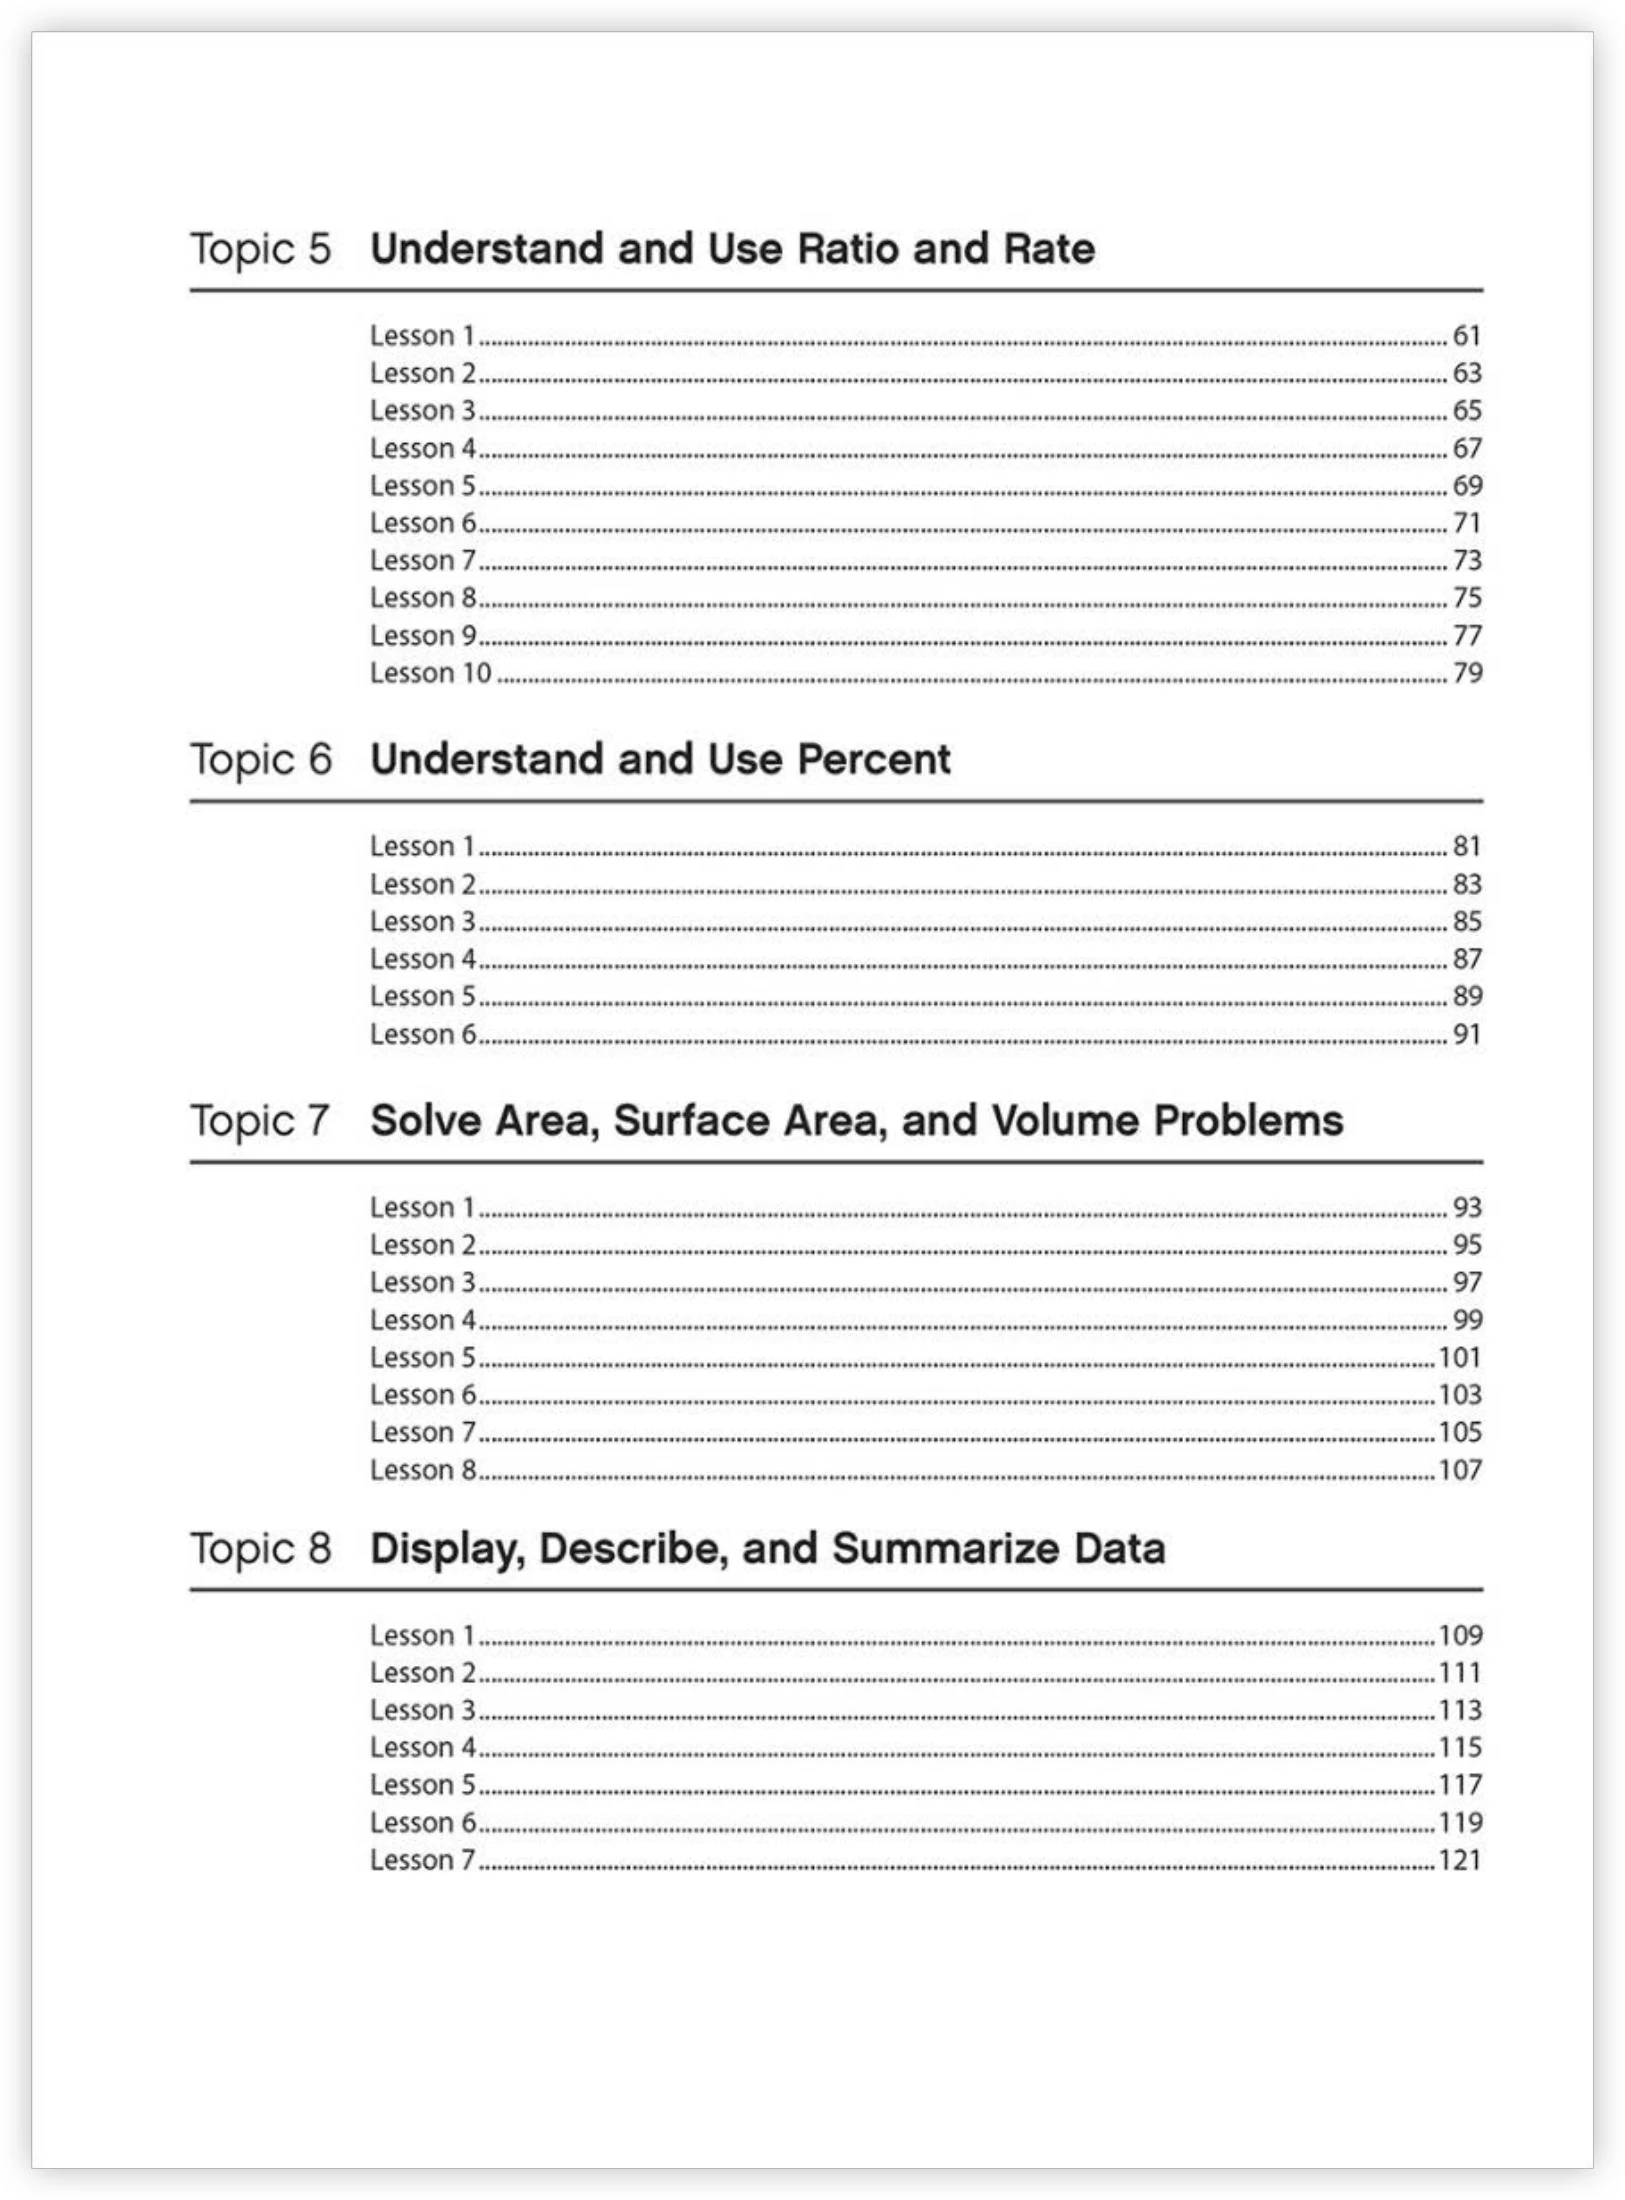 Topic 5 Understand and Use Ratio and Rate
Lesson 1 61
Lesson 2 63
Lesson 3 65
Lesson 4 67
Lesson 5 69
Lesson 6 71
Lesson 7 73
Lesson 8 75
Lesson 9 77
Lesson 10 79
Topic 6 Understand and Use Percent
Lesson 1 81
Lesson 2 83
Lesson 3 85
Lesson 4 87
Lesson 5 89
Lesson 6 91
Topic 7 Solve Area, Surface Area, and Volume Problems
Lesson 1 93
Lesson 2 95
Lesson 3 97
Lesson 4 99
Lesson 5 101
Lesson 6 103
Lesson 7 105
Lesson 8 107
Topic 8 Display, Describe, and Summarize Data
Lesson 1 109
Lesson 2 111
Lesson 3 113
Lesson 4 115
Lesson 5 117
Lesson 6 119
Lesson 7 121